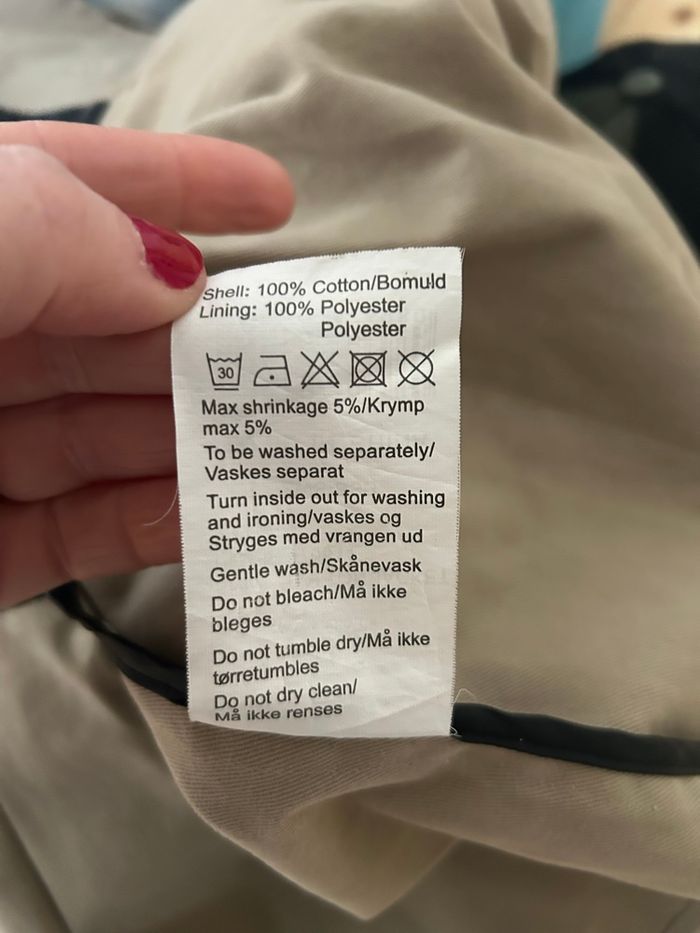 Shell: 100% Cotton/Bomuld
Lining: 100% Polyester
Polyester
30
Max shrinkage 5%/Krymp
max 5%
To be washed separately/
Vaskes separat
Turn inside out for washing
and ironing/vaskes og
Stryges med vrangen ud
Gentle wash/Skånevask
Do not bleach/Må ikke
bleges
Do not tumble dry/Må ikke
tørretumbles
Do not dry clean/
Må ikke renses